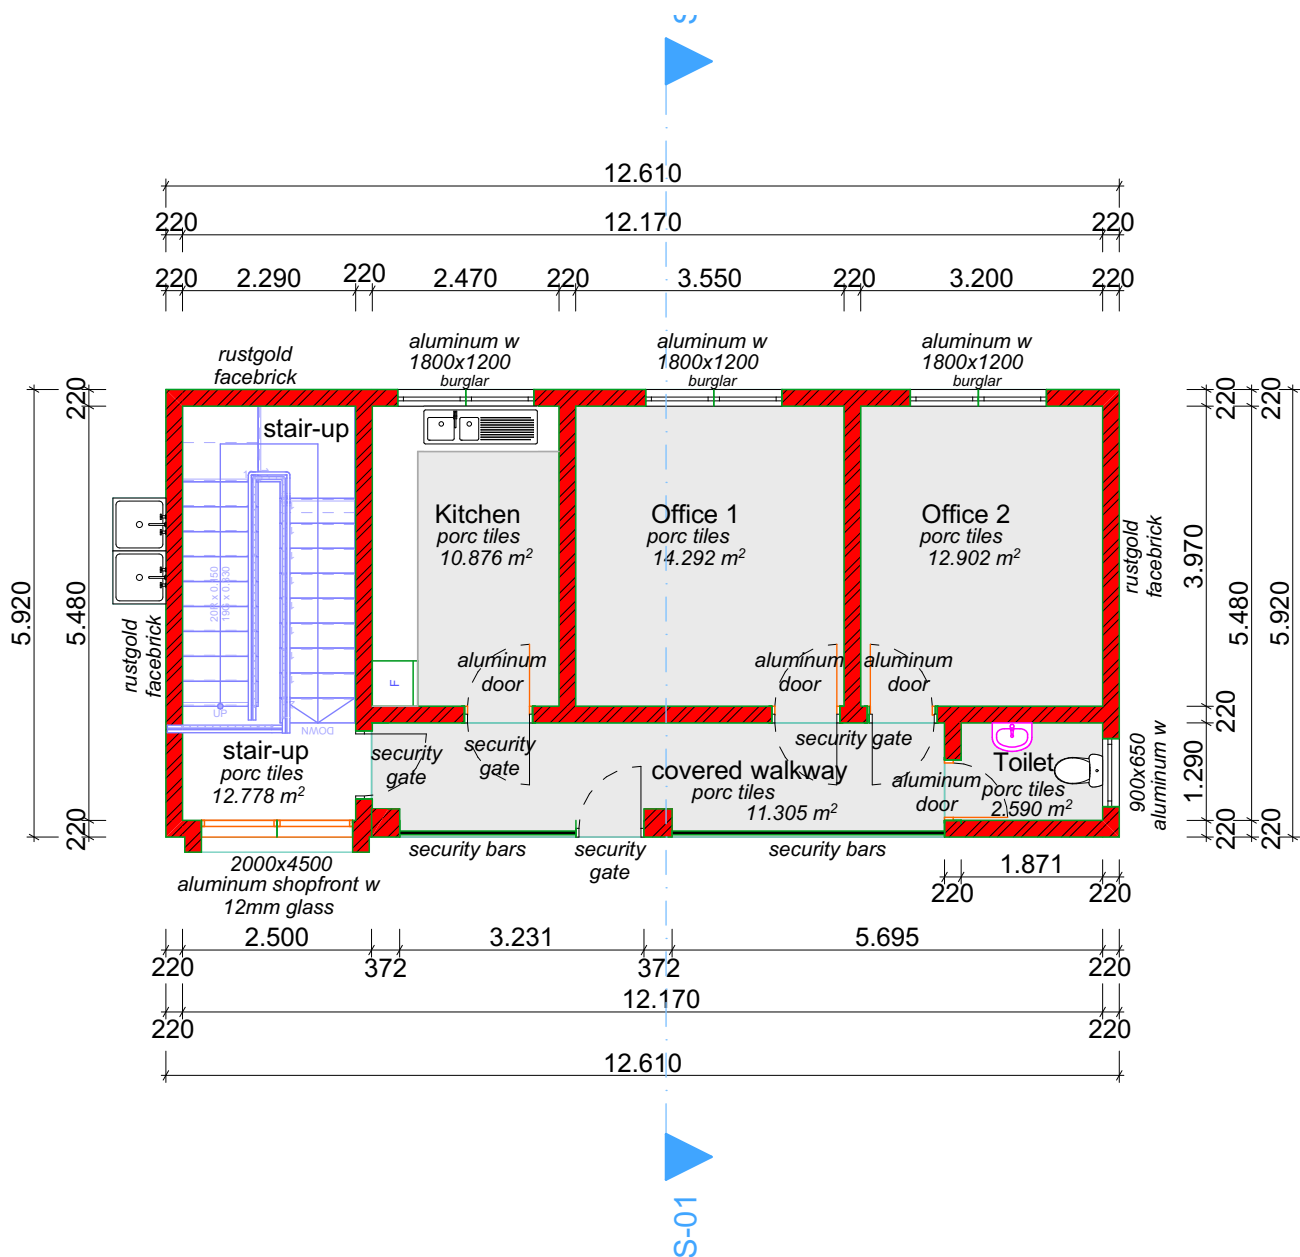 12.610
220 12.170 220
220 2.290 220 2.470 220 3.550 220 3.200 220
rustgold
facebrick
aluminum w
1800x1200
burglar
aluminum w
1800x1200
burglar
aluminum w
1800x1200
burglar
stair-up
Kitchen
porc tiles
10.876 m²
Office 1
porc tiles
14.292 m²
Office 2
porc tiles
12.902 m²
5.920
220
5.480
220
rustgold
facebrick
UP
DOWN
F
aluminum
door
aluminum
door
aluminum
door
rustgold
facebrick
220
3.970
220
1.290
220
220
5.480
220
5.920
220
stair-up
porc tiles
12.778 m²
security
gate
security
gate
security gate
covered walkway
porc tiles
11.305 m²
aluminum
door
Toilet
porc tiles
2.590 m²
900x650
aluminum w
2000x4500
aluminum shopfront w
12mm glass
security bars
security
gate
security bars
220 1.871 220
220 2.500 372 3.231 372 5.695 220
220 12.170 220
12.610
S-01